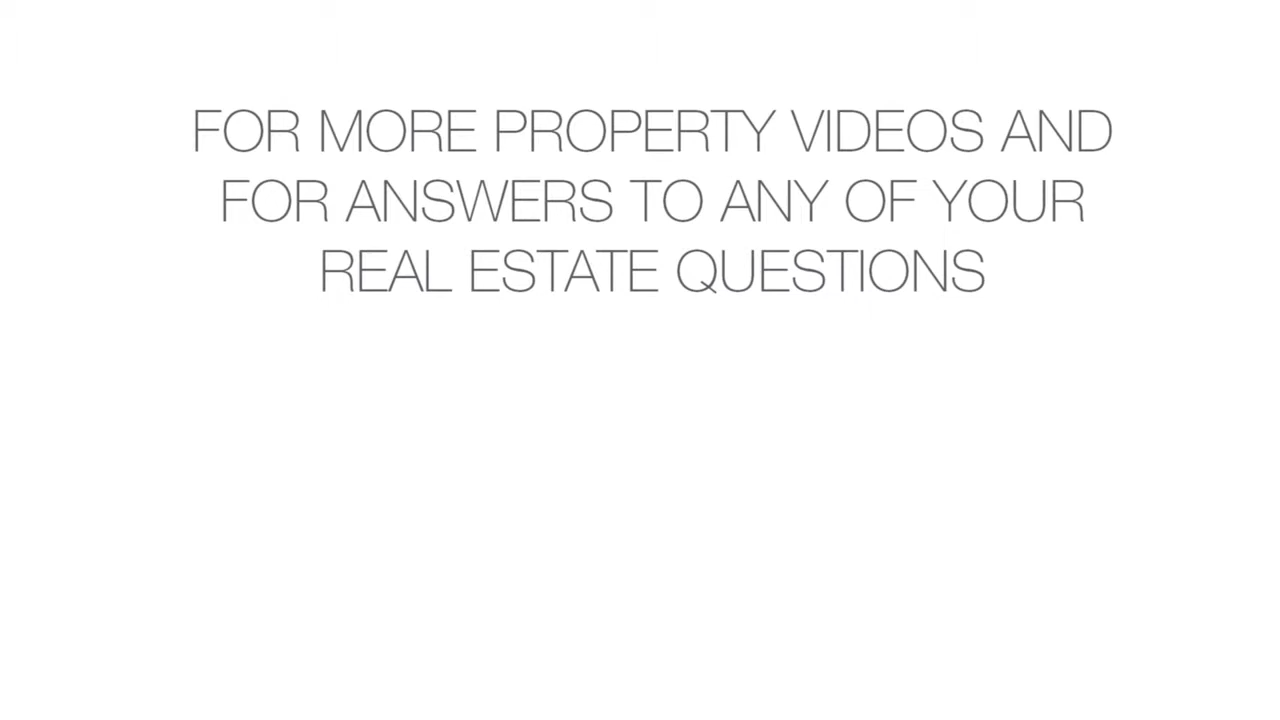 FOR MORE PROPERTY VIDEOS AND
FOR ANSWERS TO ANY OF YOUR
REAL ESTATE QUESTIONS